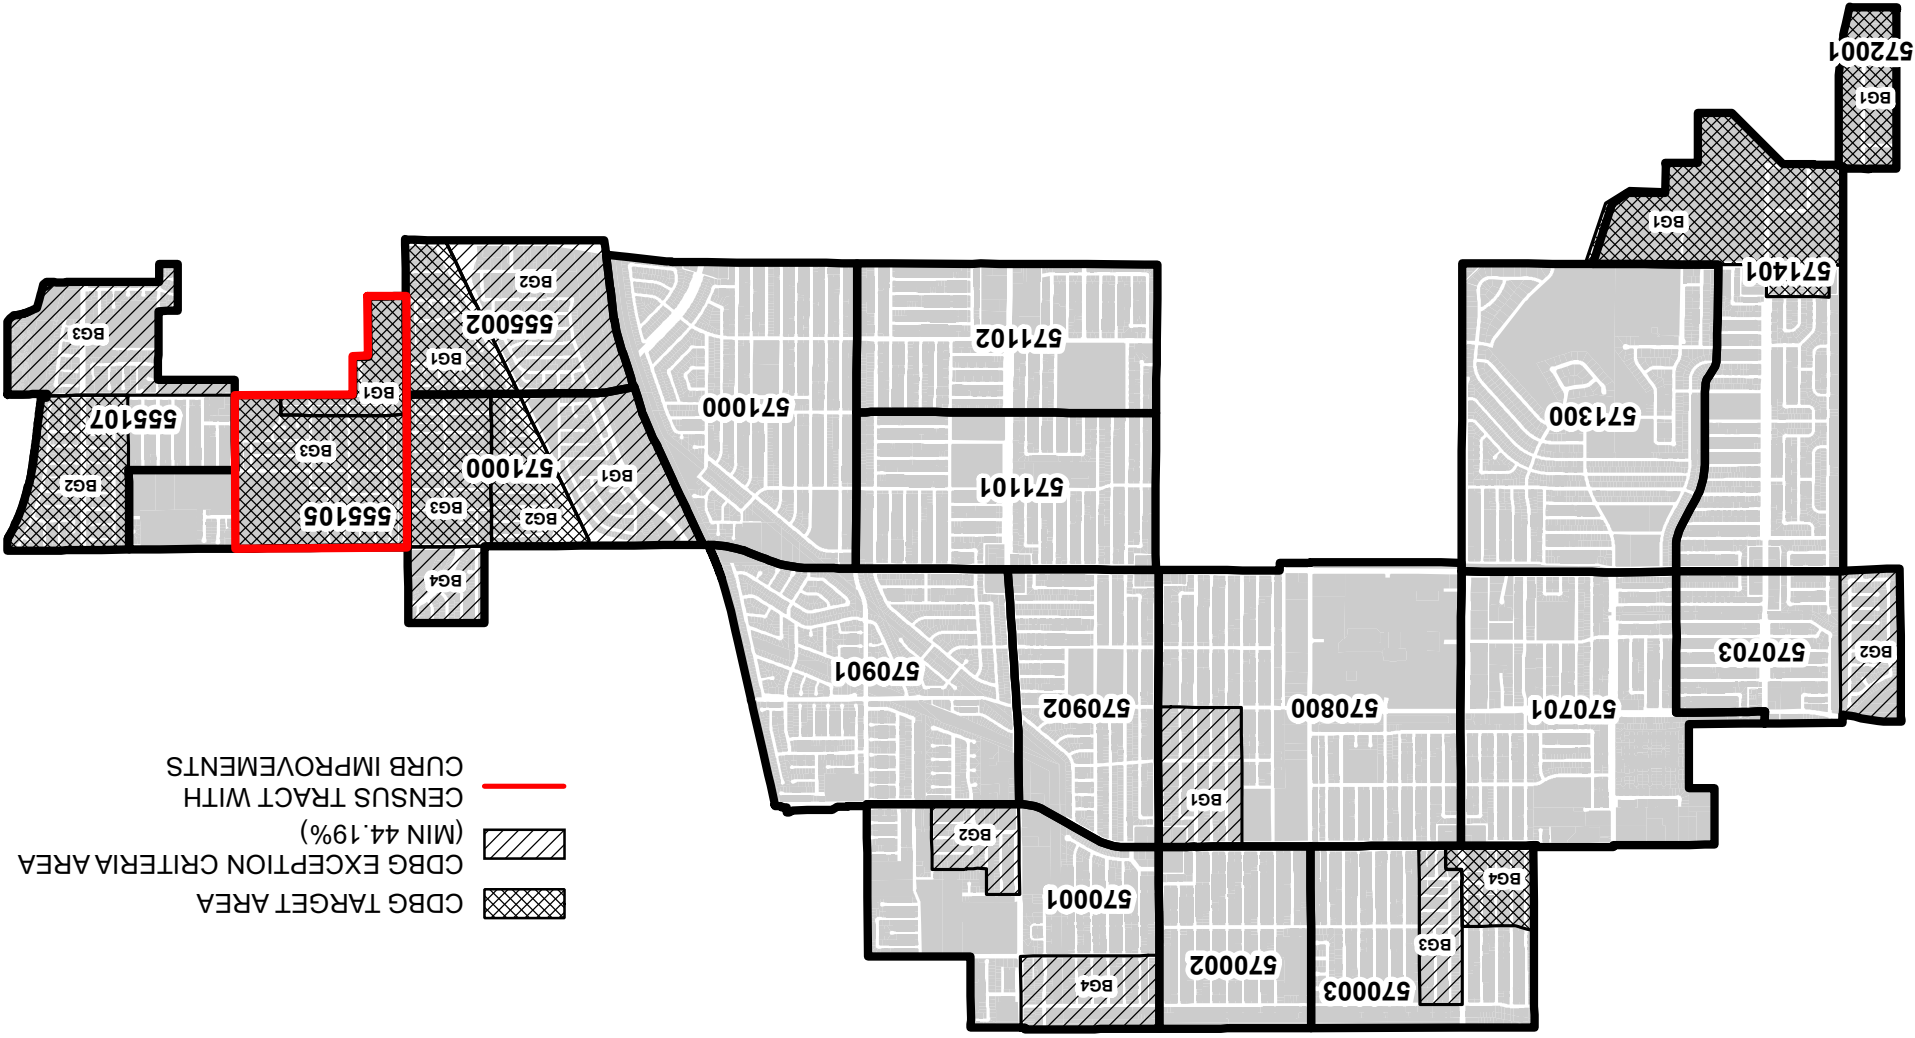 570003
BG4
570002
BG3
570001
BG4
BG2
BG1
CDBG TARGET AREA
CDBG EXCEPTION CRITERIA AREA
(MIN 44.19%)
CENSUS TRACT WITH
CURB IMPROVEMENTS
570701
570800
570902
570901
BG2
570703
BG4
BG2
BG3
555105
BG2
571101
BG1
571000
BG3
571300
571000
555107
BG1
571102
BG1
555002
BG3
BG2
571401
BG1
BG1
572001